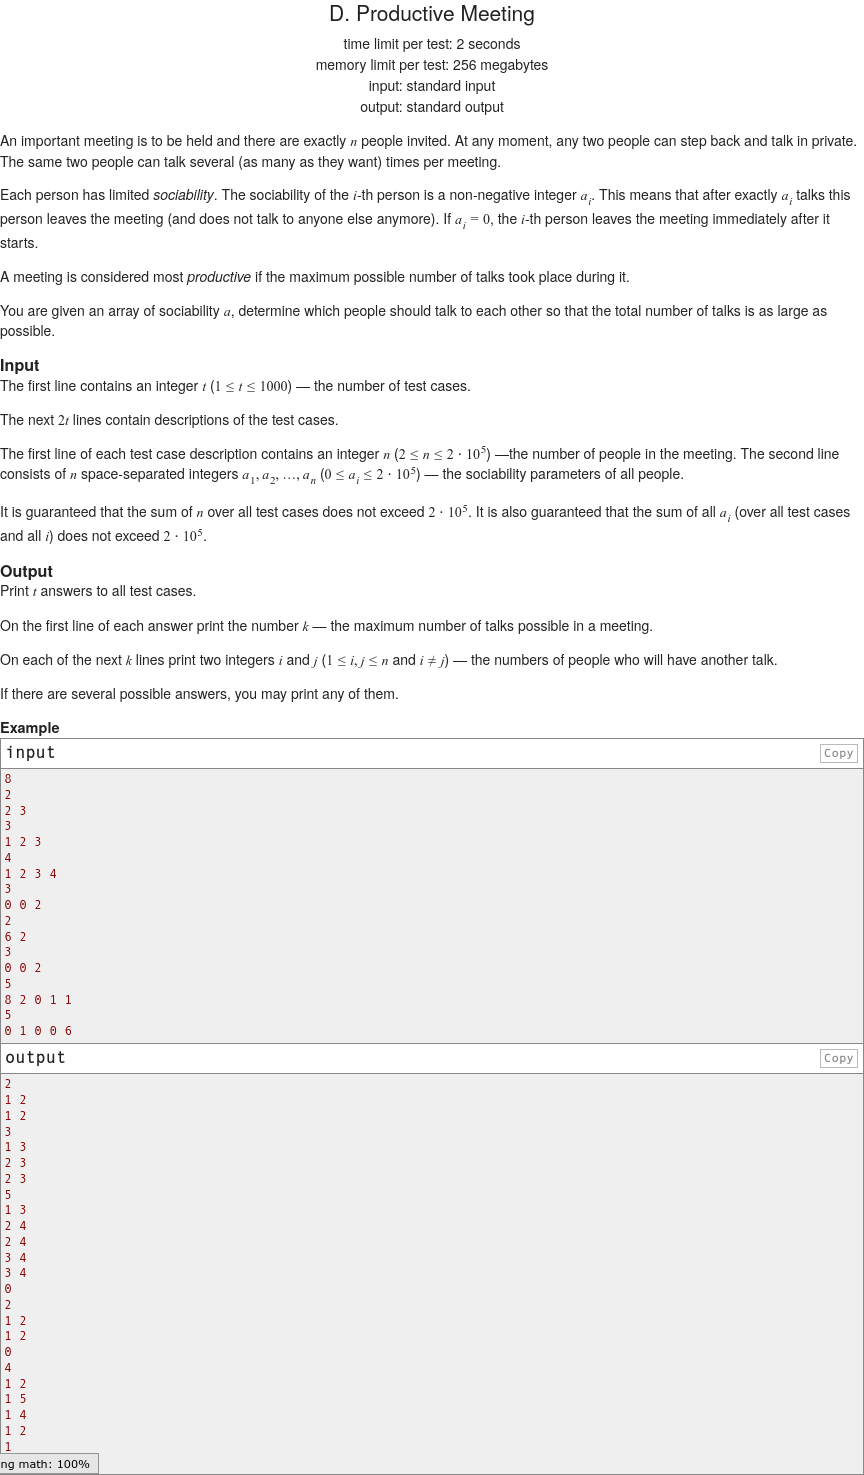 D. Productive Meeting
time limit per test: 2 seconds
memory limit per test: 256 megabytes
input: standard input
output: standard output
An important meeting is to be held and there are exactly n people invited. At any moment, any two people can step back and talk in private.
The same two people can talk several (as many as they want) times per meeting.
Each person has limited sociability. The sociability of the i-th person is a non-negative integer a_i. This means that after exactly a_i talks this
person leaves the meeting (and does not talk to anyone else anymore). If a_i = 0, the i-th person leaves the meeting immediately after it
starts.
A meeting is considered most productive if the maximum possible number of talks took place during it.
You are given an array of sociability a, determine which people should talk to each other so that the total number of talks is as large as
possible.
Input
The first line contains an integer t (1 ≤ t ≤ 1000) — the number of test cases.
The next 2t lines contain descriptions of the test cases.
The first line of each test case description contains an integer n (2 ≤ n ≤ 2 · 10^5) —the number of people in the meeting. The second line
consists of n space-separated integers a_1, a_2, …, a_n (0 ≤ a_i ≤ 2 · 10^5) — the sociability parameters of all people.
It is guaranteed that the sum of n over all test cases does not exceed 2 · 10^5. It is also guaranteed that the sum of all a_i (over all test cases
and all i) does not exceed 2 · 10^5.
Output
Print t answers to all test cases.
On the first line of each answer print the number k — the maximum number of talks possible in a meeting.
On each of the next k lines print two integers i and j (1 ≤ i, j ≤ n and i ≠ j) — the numbers of people who will have another talk.
If there are several possible answers, you may print any of them.
Example
input Copy
8
2
2 3
3
1 2 3
4
1 2 3 4
3
0 0 2
2
6 2
3
0 0 2
5
8 2 0 1 1
5
0 1 0 0 6
output Copy
2
1 2
1 2
3
1 3
2 3
2 3
5
1 3
2 4
2 4
3 4
3 4
0
2
1 2
1 2
0
4
1 2
1 5
1 4
1 2
1
ng math: 100%